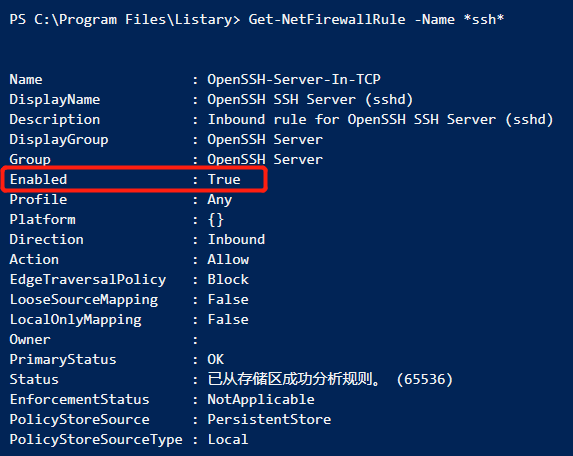 PS C:\Program Files\Listary> Get-NetFirewallRule -Name *ssh*
Name : OpenSSH-Server-In-TCP
DisplayName : OpenSSH SSH Server (sshd)
Description : Inbound rule for OpenSSH SSH Server (sshd)
DisplayGroup : OpenSSH Server
Group : OpenSSH Server
Enabled : True
Profile : Any
Platform : {}
Direction : Inbound
Action : Allow
EdgeTraversalPolicy : Block
LooseSourceMapping : False
LocalOnlyMapping : False
Owner :
PrimaryStatus : OK
Status : 已从存储区成功分析规则。 (65536)
EnforcementStatus : NotApplicable
PolicyStoreSource : PersistentStore
PolicyStoreSourceType : Local